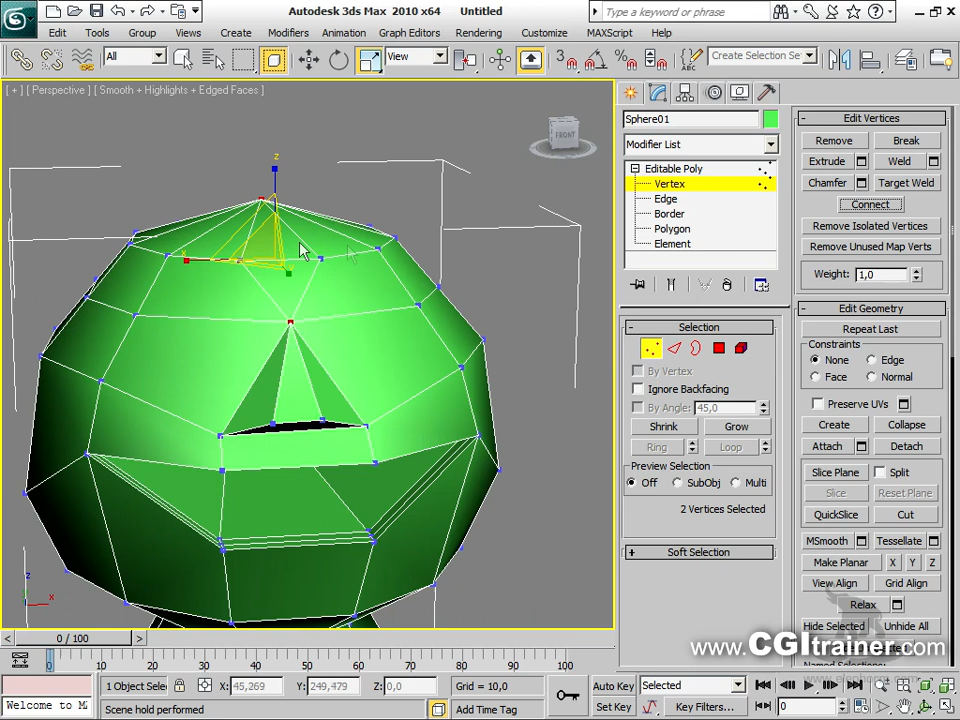 Autodesk 3ds Max 2010 x64 Untitled
Type a keyword or phrase
Edit Tools Group Views Create Modifiers Animation Graph Editors Rendering Customize MAXScript Help
All
View
3
ABC
Create Selection Se
[ + ] [ Perspective ] [ Smooth + Highlights + Edged Faces ]
FRONT
z
x
Sphere01
Modifier List
Editable Poly
Vertex
Edge
Border
Polygon
Element
Selection
By Vertex
Ignore Backfacing
By Angle: 45,0
Shrink Grow
Ring Loop
Preview Selection
Off SubObj Multi
2 Vertices Selected
Soft Selection
Edit Vertices
Remove Break
Extrude Weld
Chamfer Target Weld
Connect
Remove Isolated Vertices
Remove Unused Map Verts
Weight: 1,0
Edit Geometry
Repeat Last
Constraints
None Edge
Face Normal
Preserve UVs
Create Collapse
Attach Detach
Slice Plane Split
Slice Reset Plane
QuickSlice Cut
MSmooth Tessellate
Make Planar X Y Z
View Align Grid Align
Relax
Hide Selected Unhide All
www.CGItrainer.com
z
x
0 / 100
0 10 20 30 40 50 60 70 80 90 100
1 Object Sele X: 45,269 Y: 249,479 Z: 0,0 Grid = 10,0
Auto Key Selected
Welcome to M
Scene hold performed
Add Time Tag
Set Key Key Filters... 0